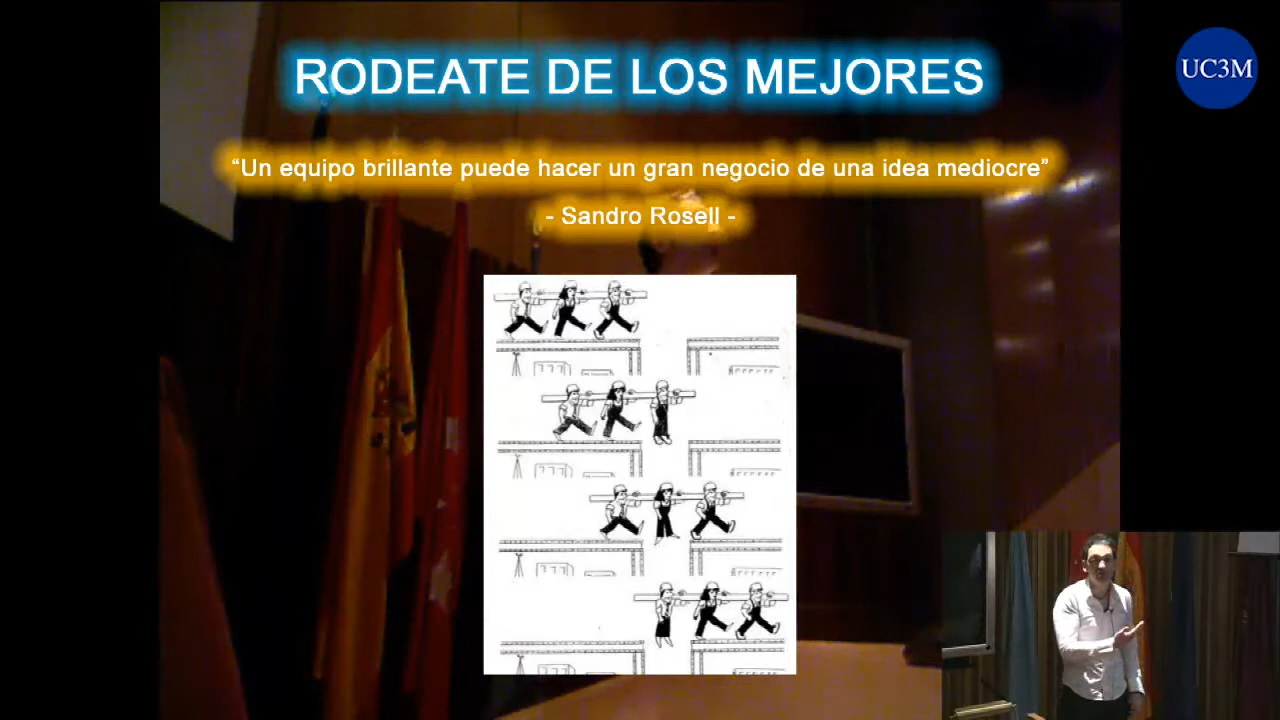 RODEATE DE LOS MEJORES
UC3M
“Un equipo brillante puede hacer un gran negocio de una idea mediocre”
- Sandro Rosell -